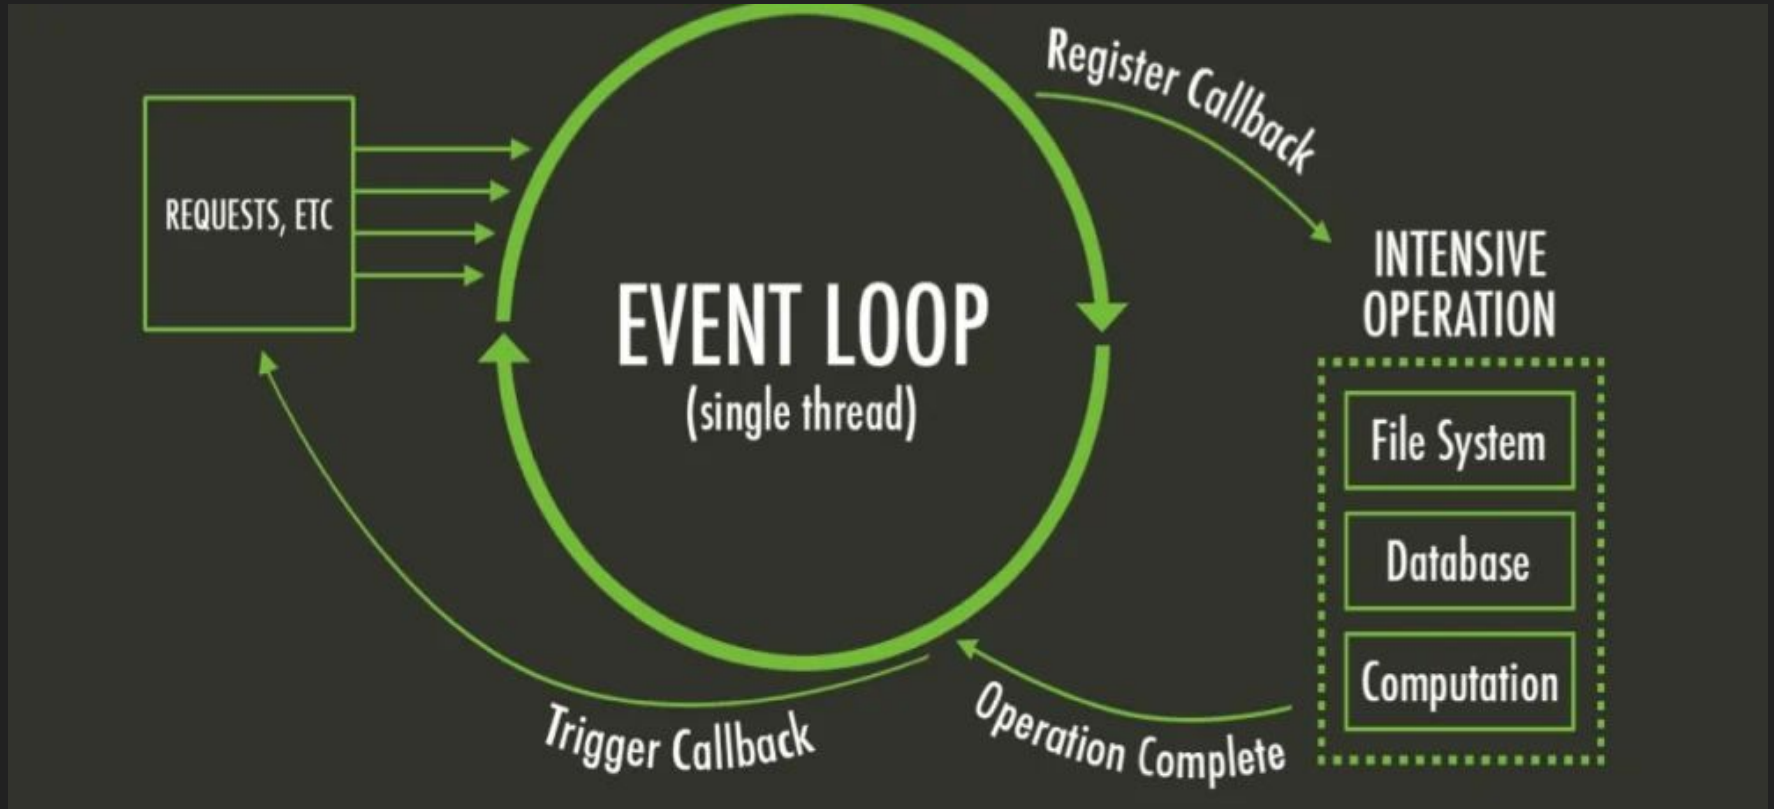 REQUESTS, ETC
EVENT LOOP
(single thread)
Register Callback
INTENSIVE
OPERATION
File System
Database
Computation
Operation Complete
Trigger Callback